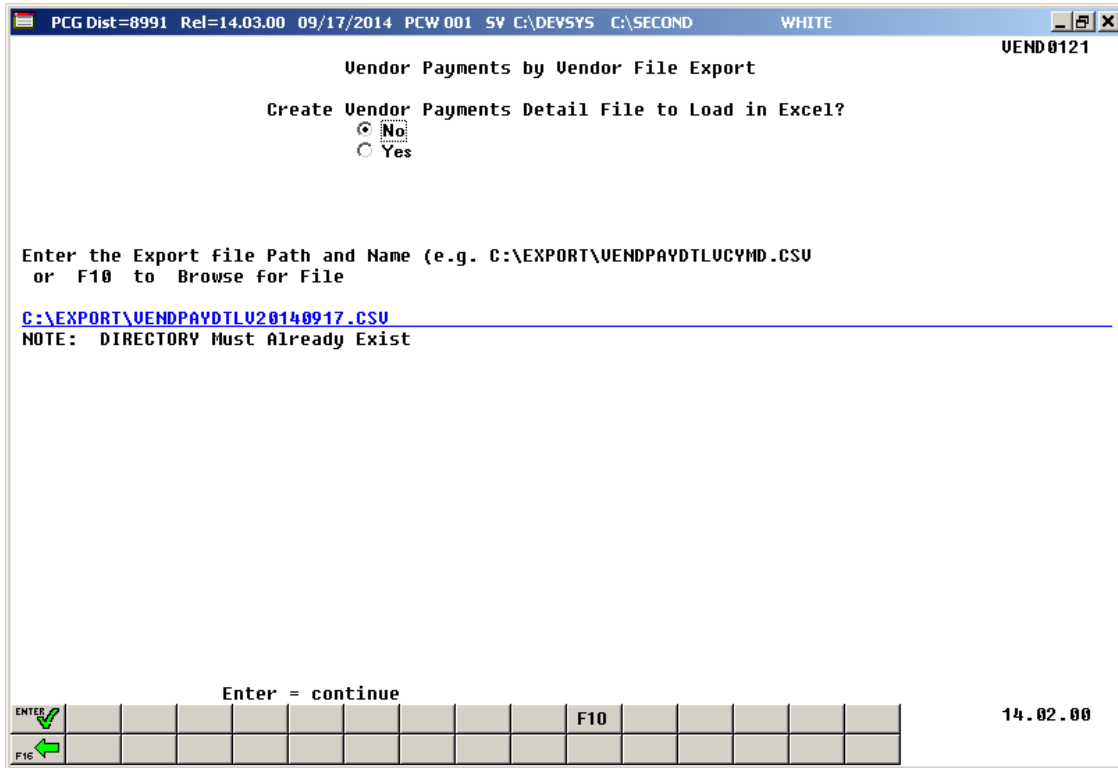 PCG Dist=8991 Rel=14.03.00 09/17/2014 PCW 001 SV C:\DEVSYS C:\SECOND WHITE
VEND0121
Vendor Payments by Vendor File Export
Create Vendor Payments Detail File to Load in Excel?
No
Yes
Enter the Export file Path and Name (e.g. C:\EXPORT\VENDPAYDTLVCYMD.CSV
or F10 to Browse for File
C:\EXPORT\VENDPAYDTLV20140917.CSV
NOTE: DIRECTORY Must Already Exist
Enter = continue
ENTER F10 14.02.00
F16